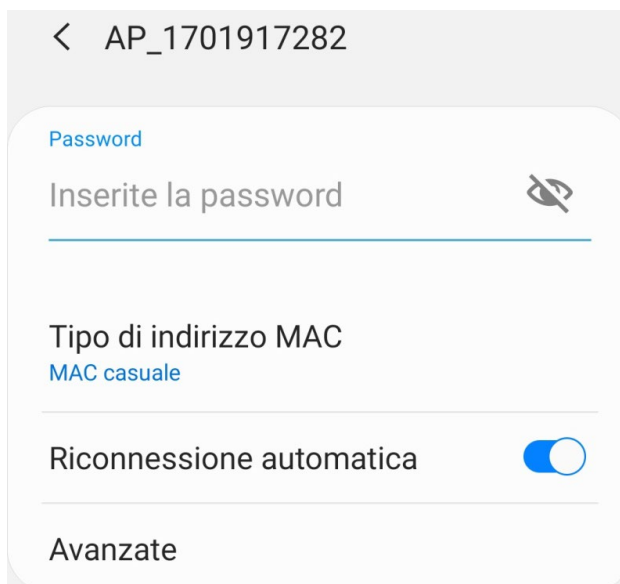 AP_1701917282
Password
Inserite la password
Tipo di indirizzo MAC
MAC casuale
Riconnessione automatica
Avanzate